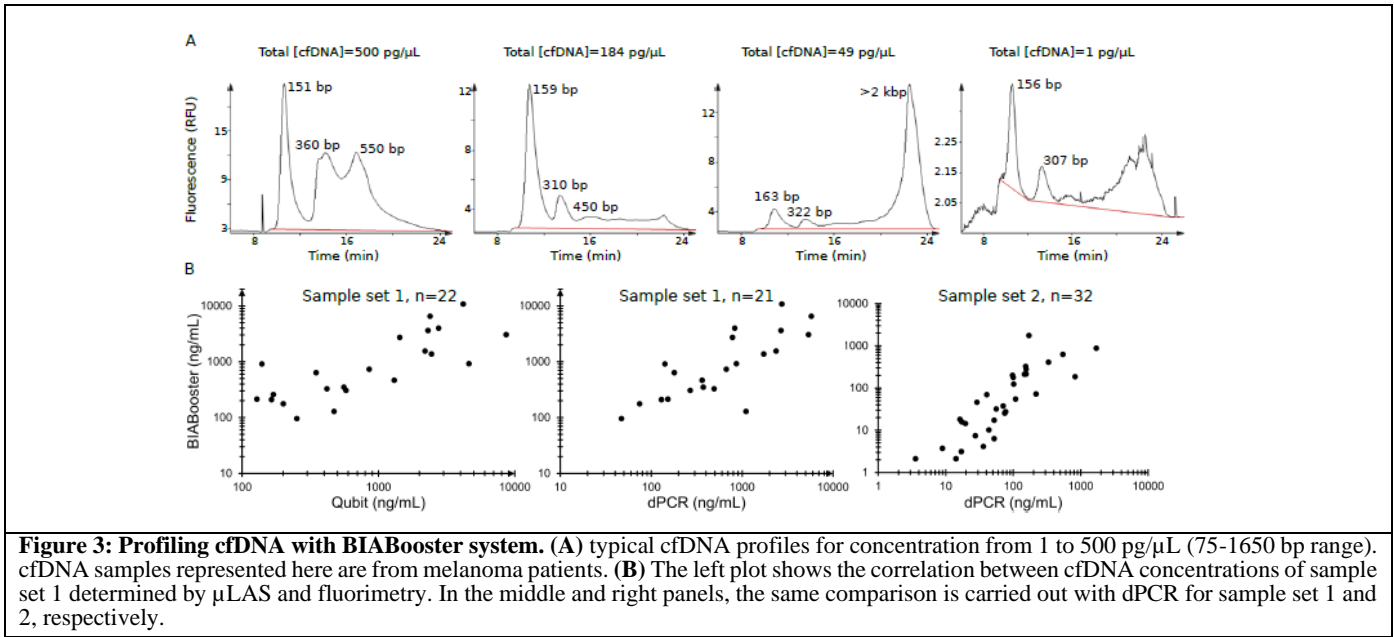 A
Total [cfDNA]=500 pg/µL Total [cfDNA]=184 pg/µL Total [cfDNA]=49 pg/µL Total [cfDNA]=1 pg/µL
Fluorescence (RFU)
15
9
3
151 bp
360 bp
550 bp
8 16 24
Time (min)
12
8
4
159 bp
310 bp
450 bp
8 16 24
Time (min)
12
8
4
163 bp
322 bp
>2 kbp
8 16 24
Time (min)
2.25
2.15
2.05
156 bp
307 bp
8 16 24
Time (min)
B
Sample set 1, n=22
BIABooster (ng/mL)
10000
1000
100
10
100 1000 10000
Qubit (ng/mL)
Sample set 1, n=21
10000
1000
100
10
10 100 1000 10000
dPCR (ng/mL)
Sample set 2, n=32
10000
1000
100
10
1
1 10 100 1000 10000
dPCR (ng/mL)
Figure 3: Profiling cfDNA with BIABooster system. (A) typical cfDNA profiles for concentration from 1 to 500 pg/µL (75-1650 bp range).
cfDNA samples represented here are from melanoma patients. (B) The left plot shows the correlation between cfDNA concentrations of sample
set 1 determined by µLAS and fluorimetry. In the middle and right panels, the same comparison is carried out with dPCR for sample set 1 and
2, respectively.